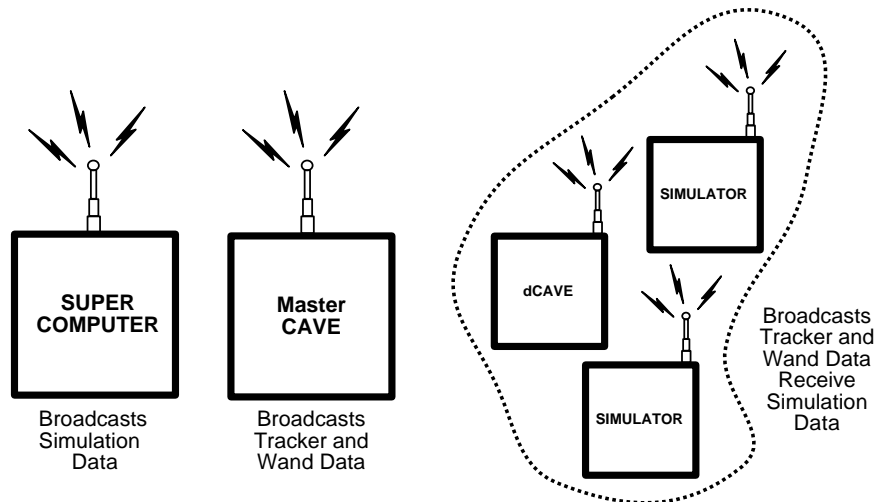 SUPER
COMPUTER
Broadcasts
Simulation
Data
Master
CAVE
Broadcasts
Tracker and
Wand Data
SIMULATOR
dCAVE
SIMULATOR
Broadcasts
Tracker and
Wand Data
Receive
Simulation
Data